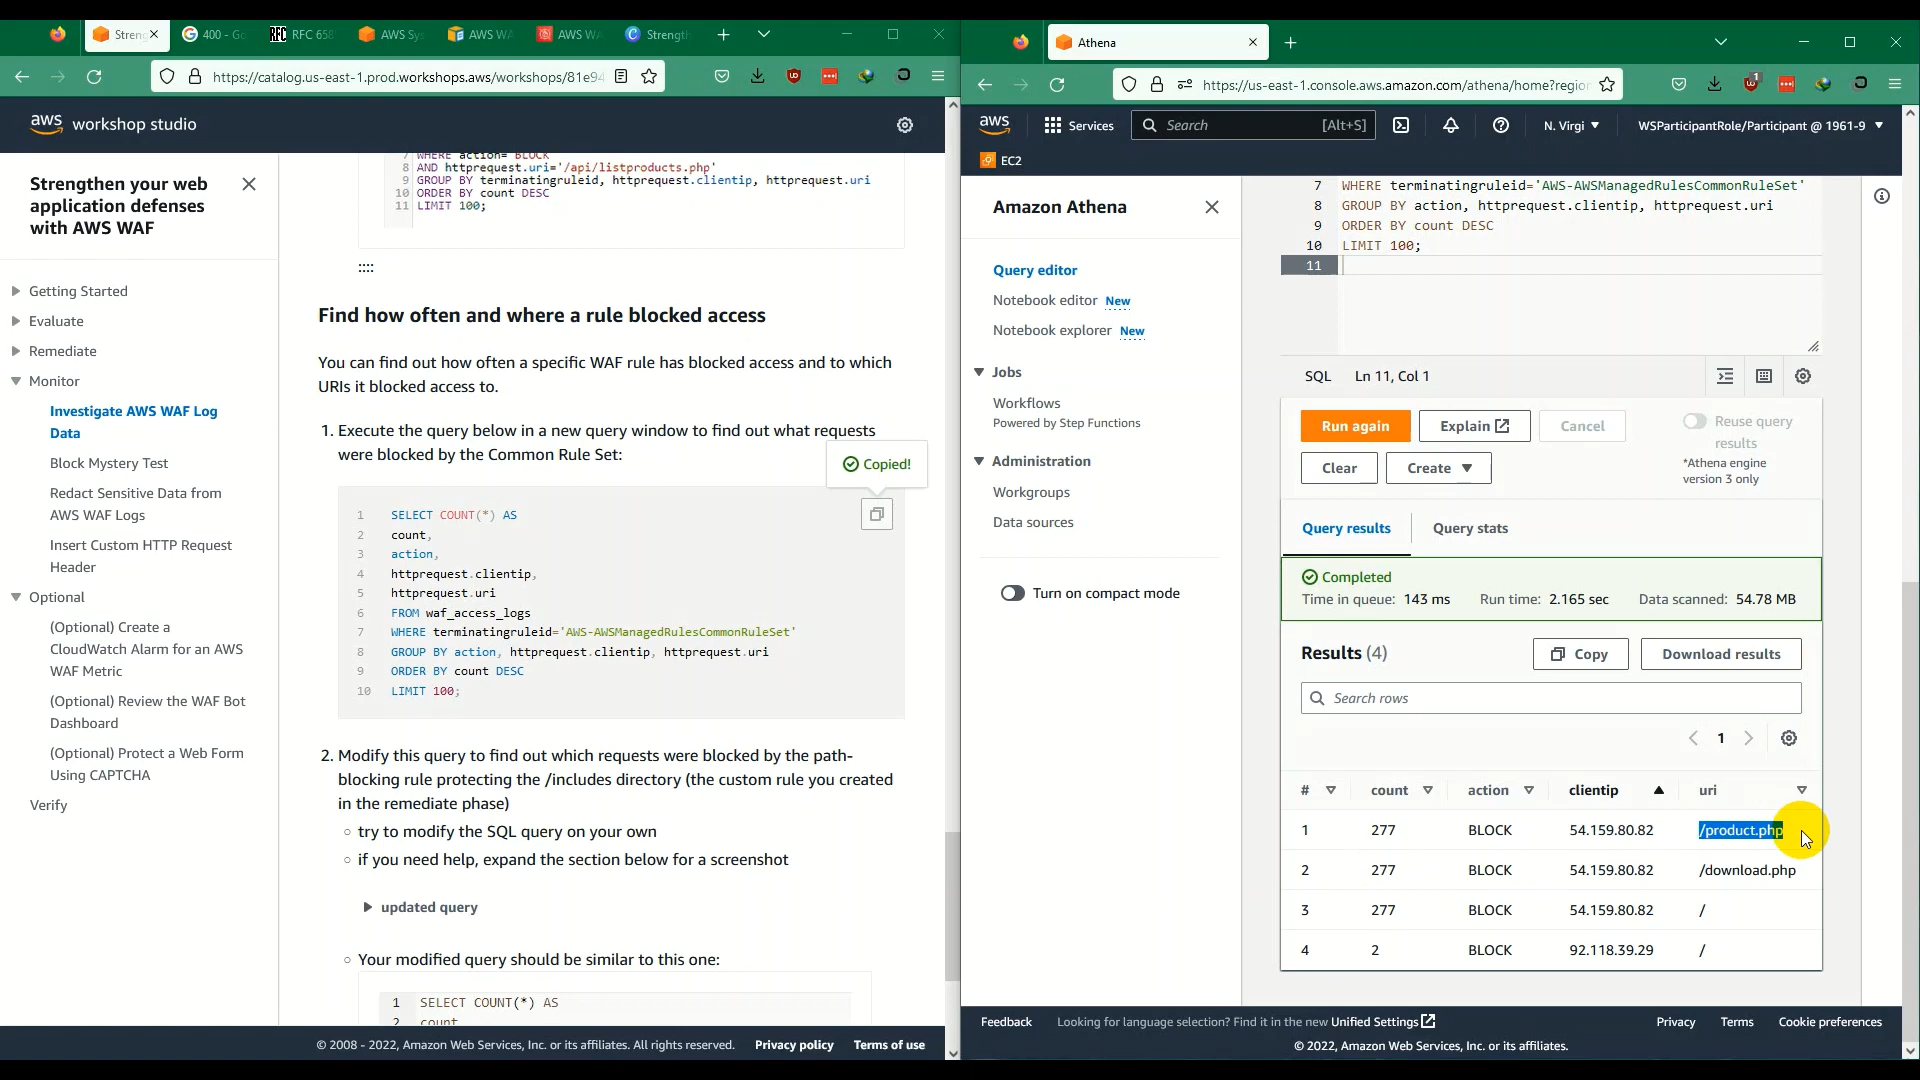 Streng
400 - Go
RFC 658
AWS Sy
AWS WA
AWS WA
Strength
https://catalog.us-east-1.prod.workshops.aws/workshops/81e94
aws workshop studio
Strengthen your web
application defenses
with AWS WAF
Getting Started
Evaluate
Remediate
Monitor
Investigate AWS WAF Log
Data
Block Mystery Test
Redact Sensitive Data from
AWS WAF Logs
Insert Custom HTTP Request
Header
Optional
(Optional) Create a
CloudWatch Alarm for an AWS
WAF Metric
(Optional) Review the WAF Bot
Dashboard
(Optional) Protect a Web Form
Using CAPTCHA
Verify
7 WHERE action='BLOCK'
8 AND httprequest.uri='/api/listproducts.php'
9 GROUP BY terminatingruleid, httprequest.clientip, httprequest.uri
10 ORDER BY count DESC
11 LIMIT 100;
::::
Find how often and where a rule blocked access
You can find out how often a specific WAF rule has blocked access and to which
URIs it blocked access to.
1. Execute the query below in a new query window to find out what requests
were blocked by the Common Rule Set:
Copied!
1 SELECT COUNT(*) AS
2 count,
3 action,
4 httprequest.clientip,
5 httprequest.uri
6 FROM waf_access_logs
7 WHERE terminatingruleid='AWS-AWSManagedRulesCommonRuleSet'
8 GROUP BY action, httprequest.clientip, httprequest.uri
9 ORDER BY count DESC
10 LIMIT 100;
2. Modify this query to find out which requests were blocked by the path-
blocking rule protecting the /includes directory (the custom rule you created
in the remediate phase)
try to modify the SQL query on your own
if you need help, expand the section below for a screenshot
updated query
Your modified query should be similar to this one:
1 SELECT COUNT(*) AS
2 count
© 2008 - 2022, Amazon Web Services, Inc. or its affiliates. All rights reserved. Privacy policy Terms of use
Athena
https://us-east-1.console.aws.amazon.com/athena/home?region
aws Services Search [Alt+S] N. Virgi WSParticipantRole/Participant @ 1961-9
EC2
Amazon Athena
Query editor
Notebook editor New
Notebook explorer New
Jobs
Workflows
Powered by Step Functions
Administration
Workgroups
Data sources
Turn on compact mode
7 WHERE terminatingruleid='AWS-AWSManagedRulesCommonRuleSet'
8 GROUP BY action, httprequest.clientip, httprequest.uri
9 ORDER BY count DESC
10 LIMIT 100;
11
SQL Ln 11, Col 1
Run again Explain Cancel
Reuse query
results
*Athena engine
version 3 only
Clear Create
Query results Query stats
Completed
Time in queue: 143 ms Run time: 2.165 sec Data scanned: 54.78 MB
Results (4) Copy Download results
Search rows
1
# count action clientip uri
1 277 BLOCK 54.159.80.82 /product.php
2 277 BLOCK 54.159.80.82 /download.php
3 277 BLOCK 54.159.80.82 /
4 2 BLOCK 92.118.39.29 /
Feedback Looking for language selection? Find it in the new Unified Settings Privacy Terms Cookie preferences
© 2022, Amazon Web Services, Inc. or its affiliates.